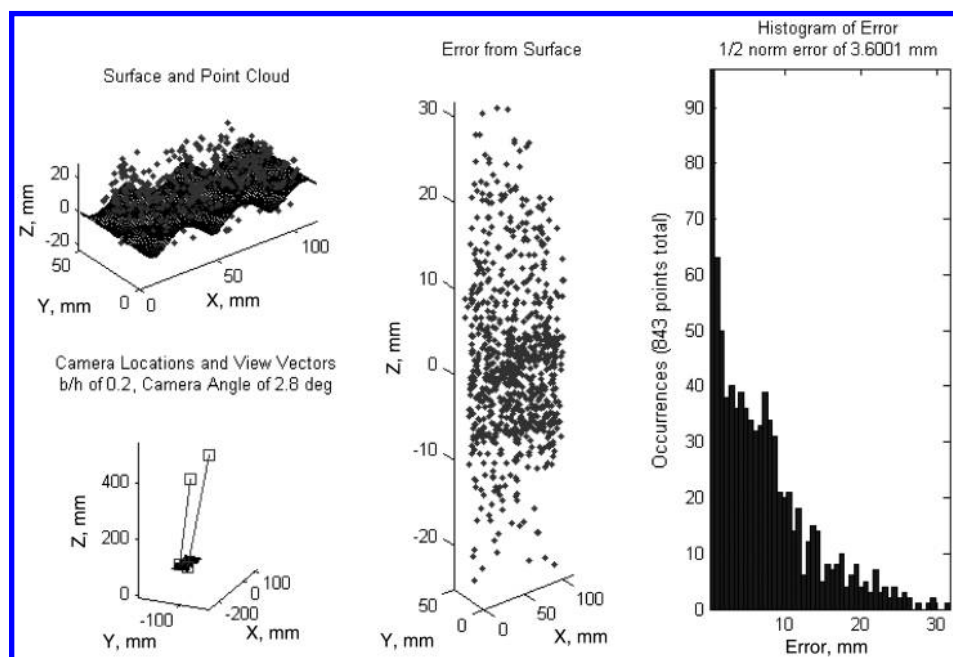 Surface and Point Cloud
20
0
-20
Z, mm
50
0
Y, mm
0
50
100
X, mm
Camera Locations and View Vectors
b/h of 0.2, Camera Angle of 2.8 deg
400
200
0
Z, mm
-100
Y, mm
-200
0
100
X, mm
Error from Surface
30
20
10
0
-10
-20
Z, mm
50
0
Y, mm
0
50
100
X, mm
Histogram of Error
1/2 norm error of 3.6001 mm
90
80
70
60
50
40
30
20
10
0
Occurrences (843 points total)
10
20
30
Error, mm